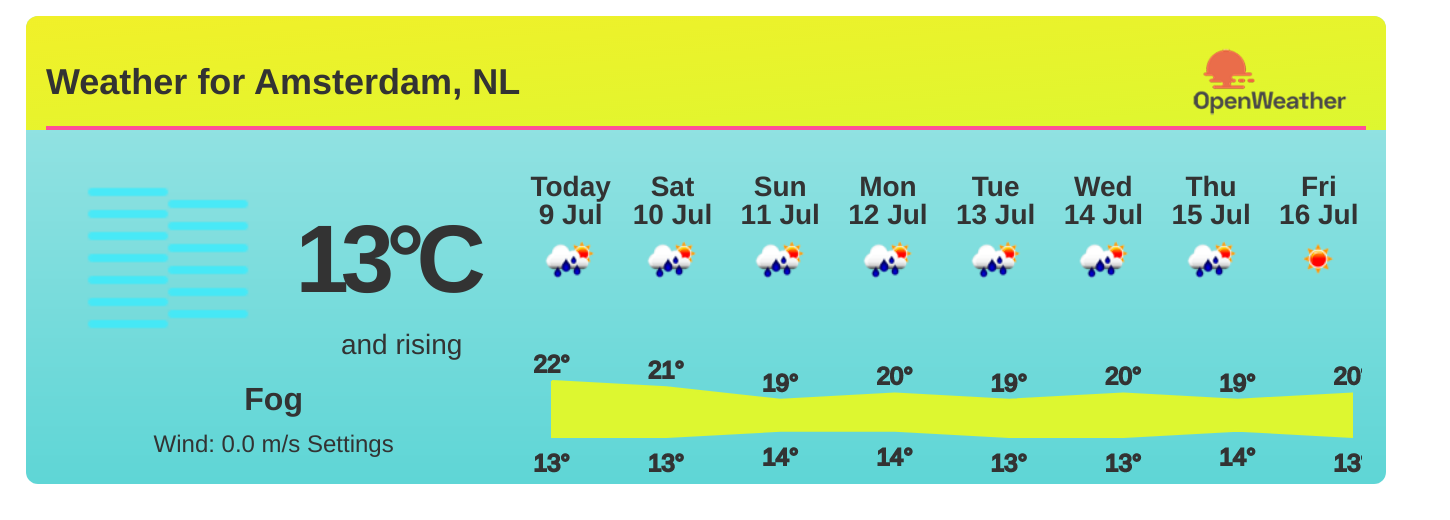 Weather for Amsterdam, NL
OpenWeather
13°C
and rising
Fog
Wind: 0.0 m/s Settings
Today Sat Sun Mon Tue Wed Thu Fri
9 Jul 10 Jul 11 Jul 12 Jul 13 Jul 14 Jul 15 Jul 16 Jul
22° 21° 19° 20° 19° 20° 19° 20°
13° 13° 14° 14° 13° 13° 14° 13°